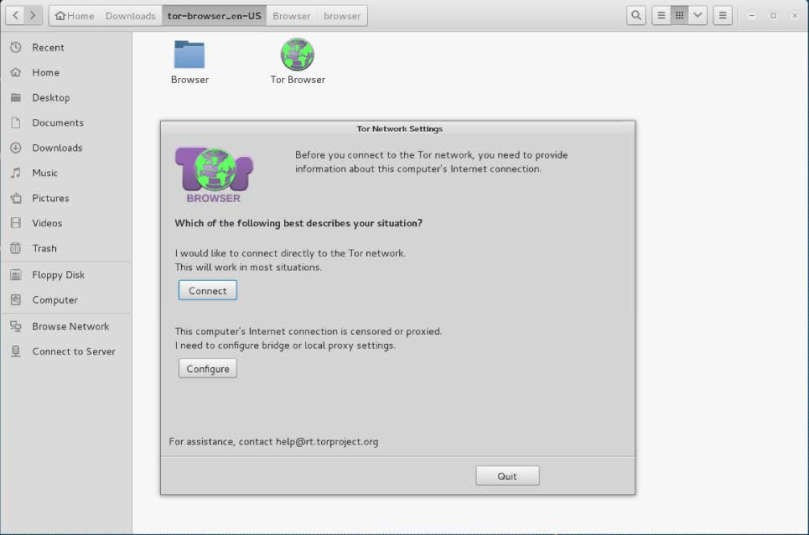 Home Downloads tor-browser_en-US Browser browser
Recent
Home
Desktop
Documents
Downloads
Music
Pictures
Videos
Trash
Floppy Disk
Computer
Browse Network
Connect to Server
Browser
Tor Browser
Tor Network Settings
Tor
BROWSER
Before you connect to the Tor network, you need to provide
information about this computer's Internet connection.
Which of the following best describes your situation?
I would like to connect directly to the Tor network.
This will work in most situations.
Connect
This computer's Internet connection is censored or proxied.
I need to configure bridge or local proxy settings.
Configure
For assistance, contact help@rt.torproject.org
Quit